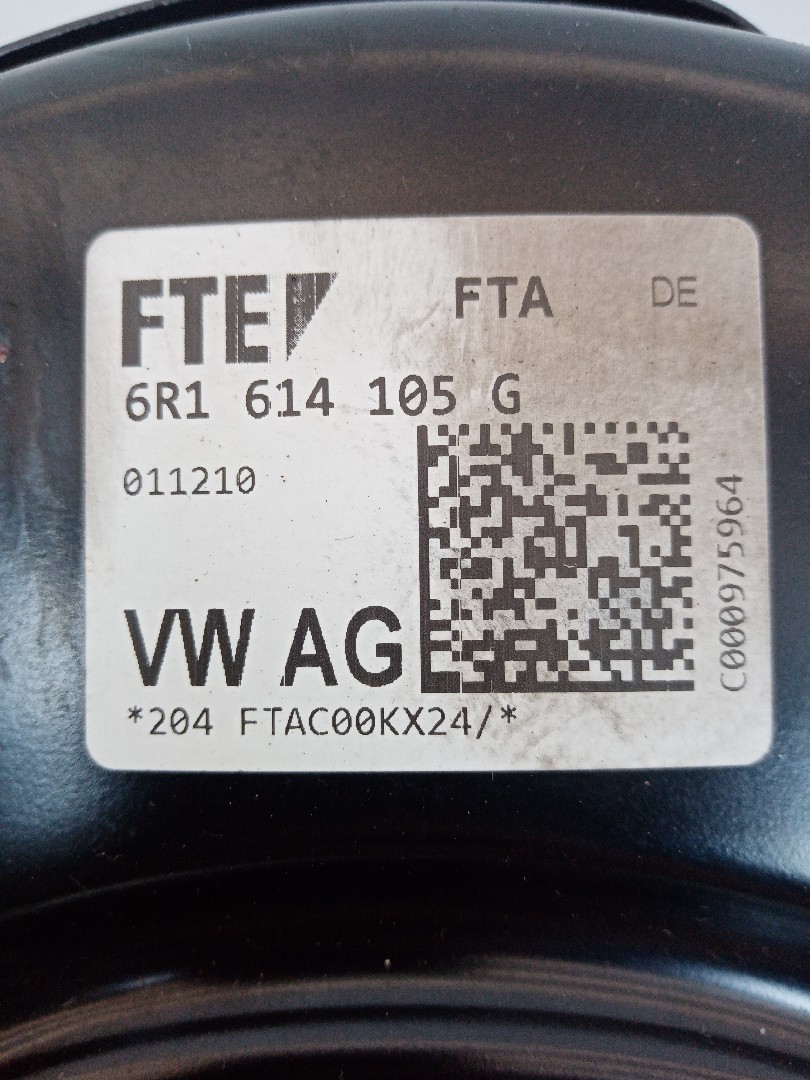 FTE FTA DE
6R1 614 105 G
011210
VW AG
*204 FTAC00KX24/*
C000975964